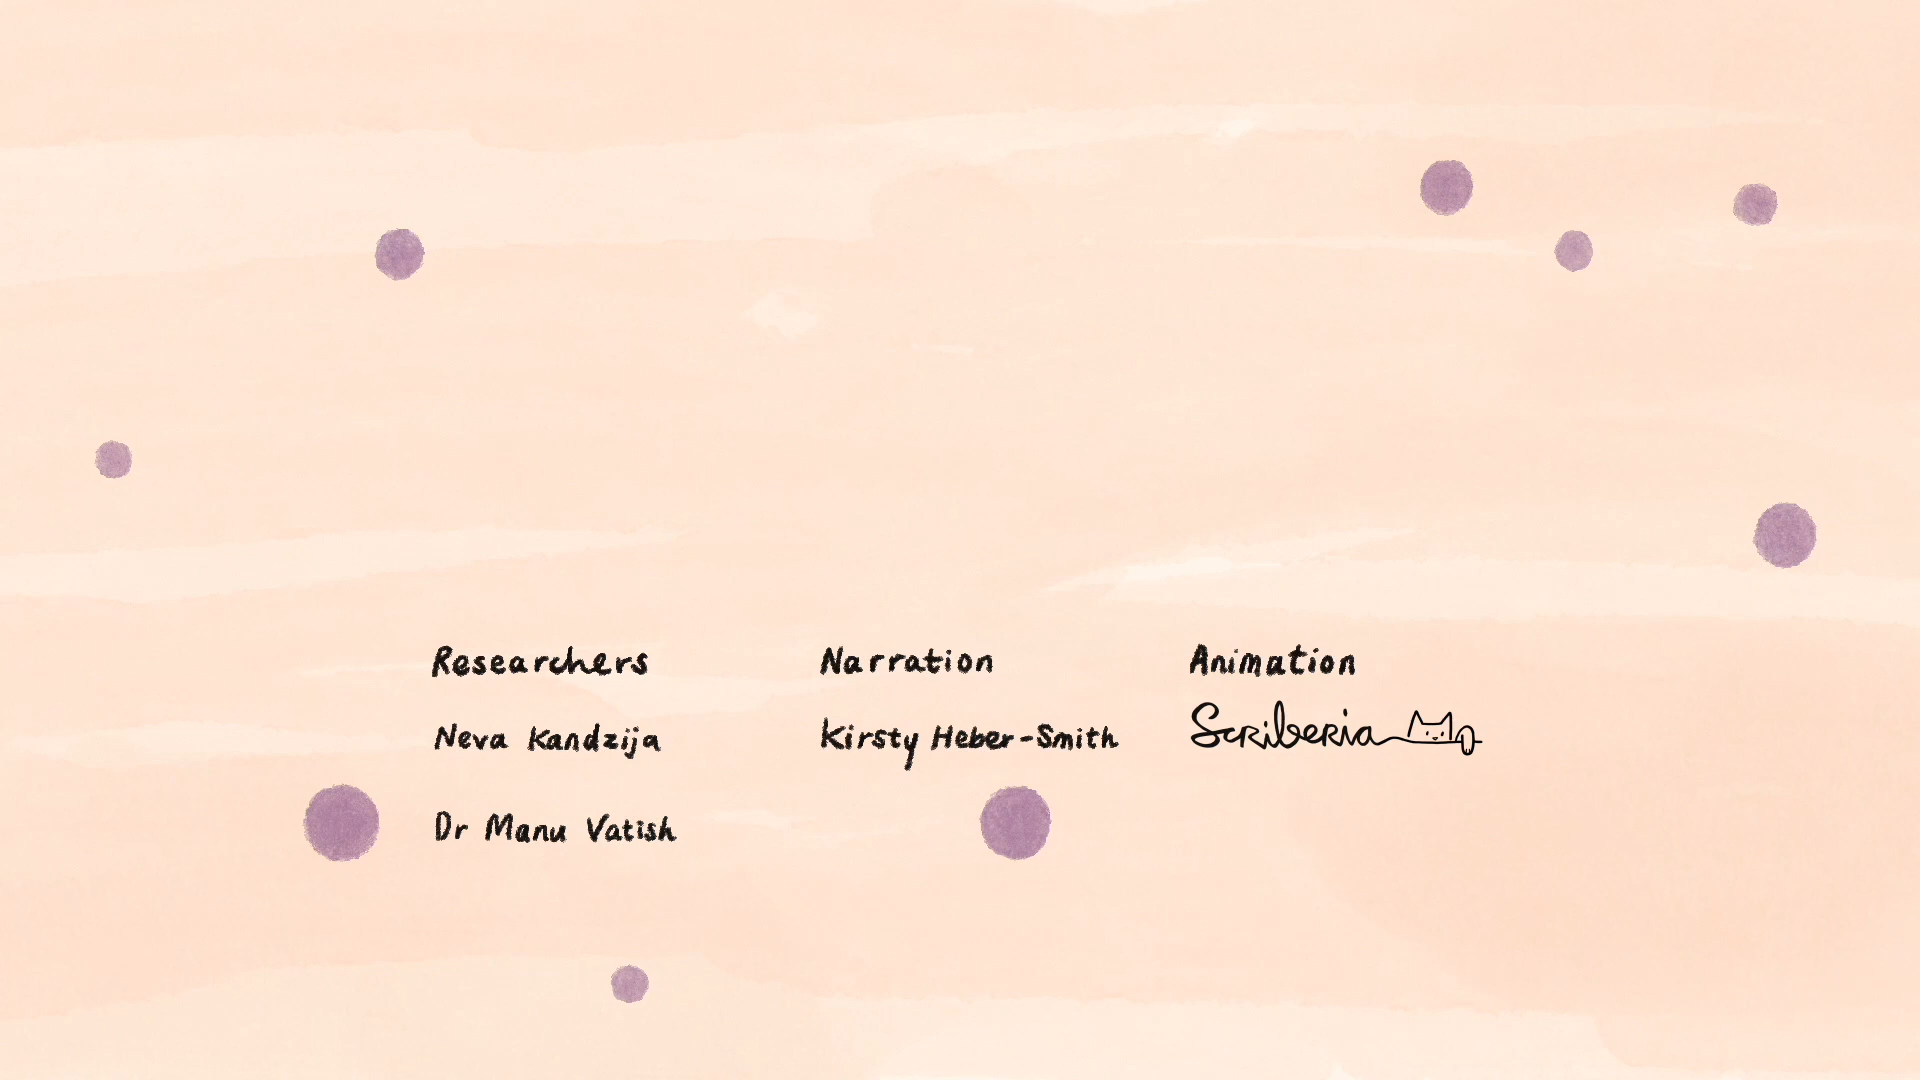 Researchers
Neva Kandzija
Dr Manu Vatish
Narration
Kirsty Heber-Smith
Animation
Scriberia